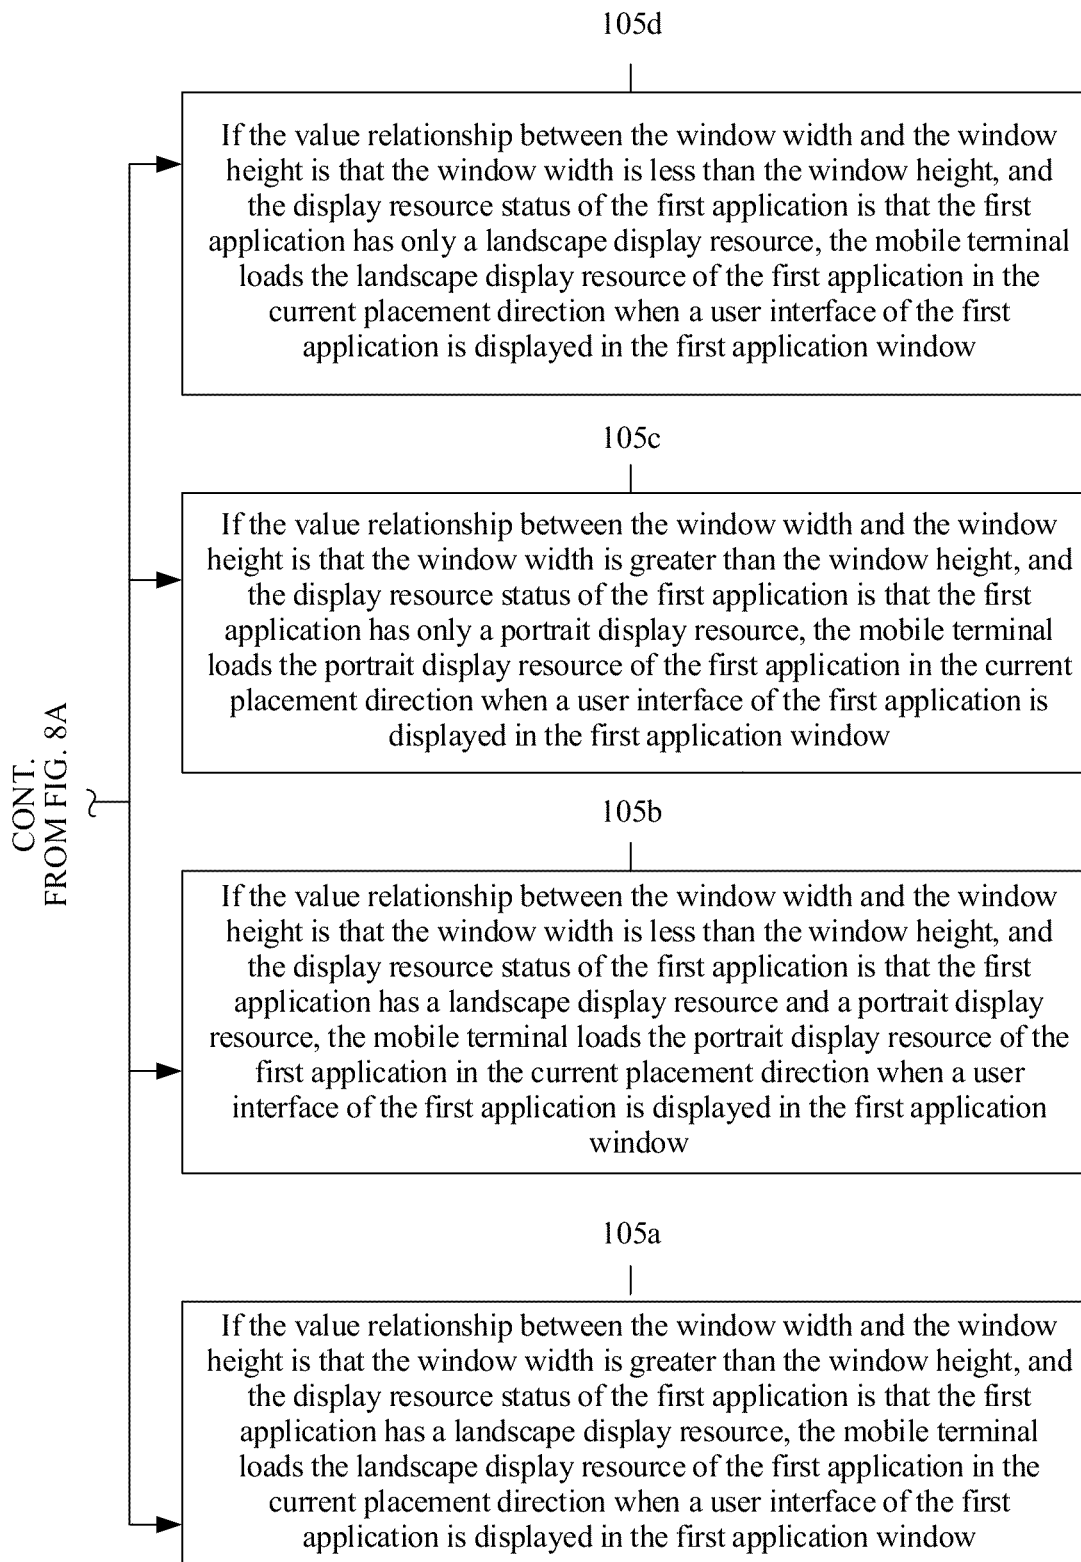 105d
If the value relationship between the window width and the window
height is that the window width is less than the window height, and
the display resource status of the first application is that the first
application has only a landscape display resource, the mobile terminal
loads the landscape display resource of the first application in the
current placement direction when a user interface of the first
application is displayed in the first application window
105c
If the value relationship between the window width and the window
height is that the window width is greater than the window height, and
the display resource status of the first application is that the first
application has only a portrait display resource, the mobile terminal
loads the portrait display resource of the first application in the current
placement direction when a user interface of the first application is
displayed in the first application window
CONT.
FROM FIG. 8A
105b
If the value relationship between the window width and the window
height is that the window width is less than the window height, and
the display resource status of the first application is that the first
application has a landscape display resource and a portrait display
resource, the mobile terminal loads the portrait display resource of the
first application in the current placement direction when a user
interface of the first application is displayed in the first application
window
105a
If the value relationship between the window width and the window
height is that the window width is greater than the window height, and
the display resource status of the first application is that the first
application has a landscape display resource, the mobile terminal
loads the landscape display resource of the first application in the
current placement direction when a user interface of the first
application is displayed in the first application window